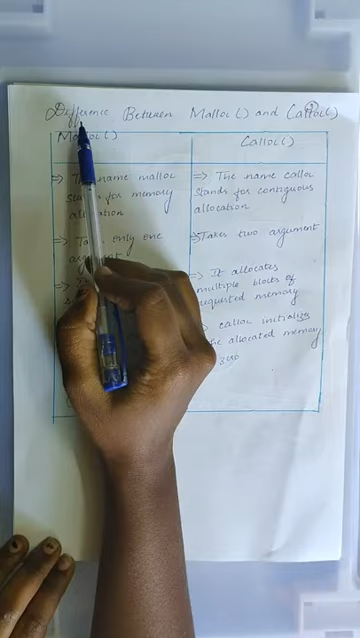 Difference Between Malloc() and Calloc()
Malloc()
Calloc()
=> The name malloc
stands for memory
allocation
=> Takes only one
=> The name calloc
stands for contiguous
allocation
=> Takes two argument
=> It allocates
multiple blocks of
requisted memory
calloc initializes
the allocated memory
zero